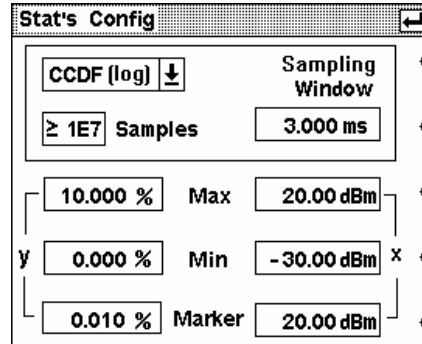 Stat's Config
CCDF (log) Sampling
Window
≥ 1E7 Samples 3.000 ms
10.000 % Max 20.00 dBm
y 0.000 % Min -30.00 dBm x
0.010 % Marker 20.00 dBm